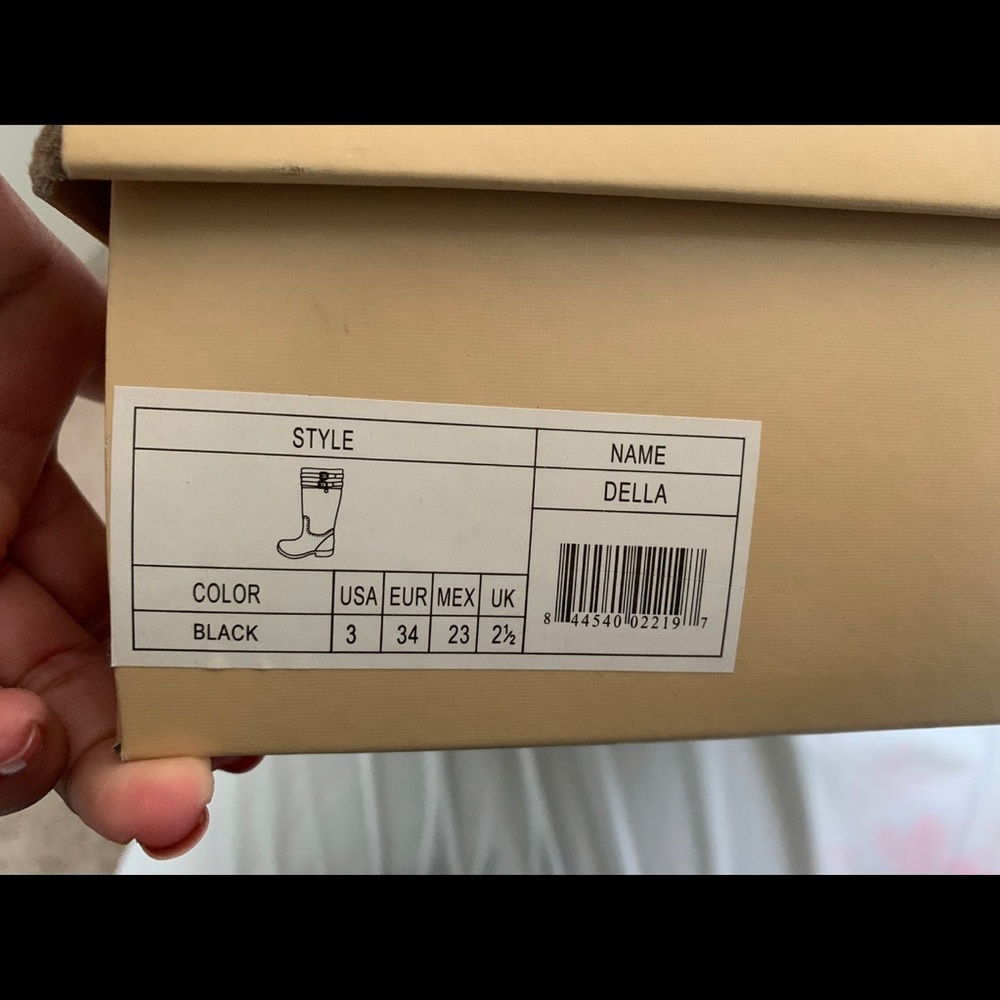 STYLE
NAME
DELLA
COLOR USA EUR MEX UK
BLACK 3 34 23 2½
8 44540 02219 7